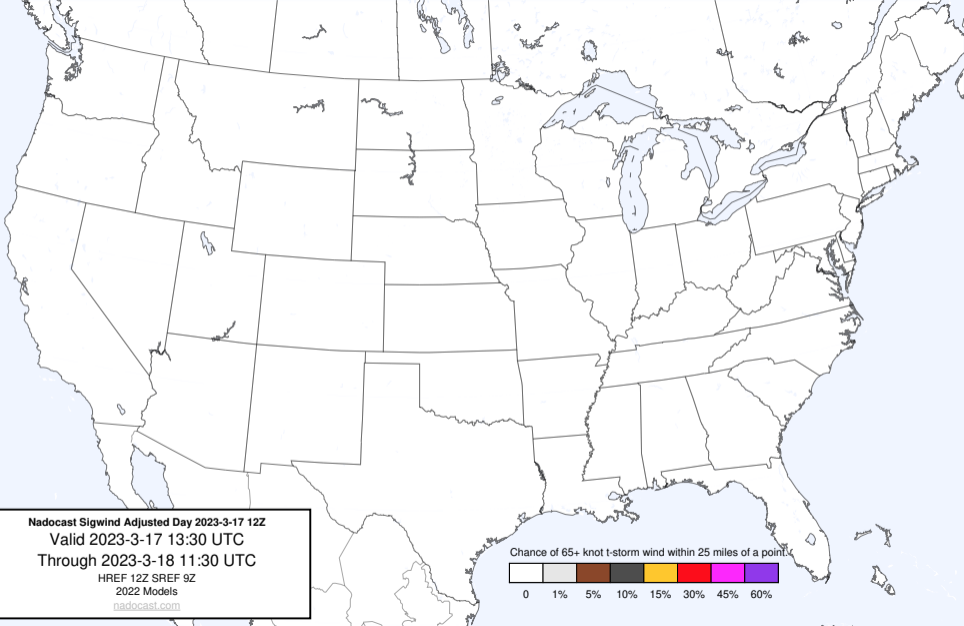 Nadocast Sigwind Adjusted Day 2023-3-17 12Z
Valid 2023-3-17 13:30 UTC
Through 2023-3-18 11:30 UTC
HREF 12Z SREF 9Z
2022 Models
nadocast.com
Chance of 65+ knot t-storm wind within 25 miles of a point.
0 1% 5% 10% 15% 30% 45% 60%